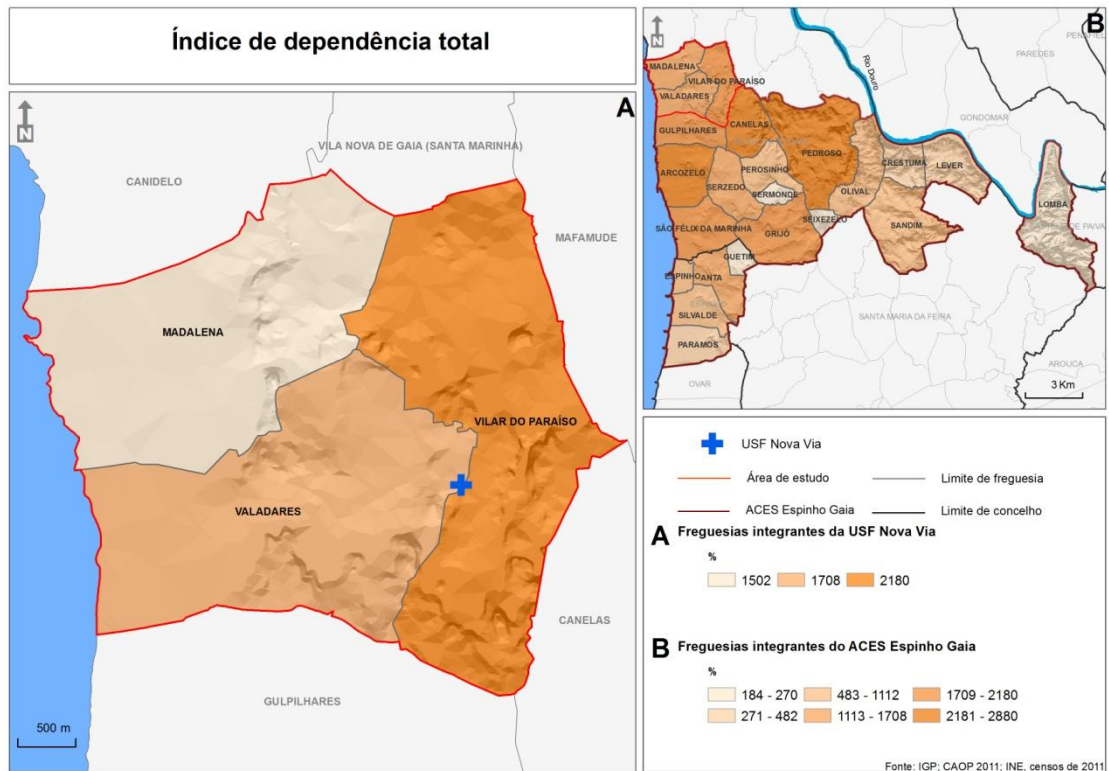 Índice de dependência total
A
N
VILA NOVA DE GAIA (SANTA MARINHA)
CANIDELO
MAFAMUDE
MADALENA
VILAR DO PARAÍSO
VALADARES
CANELAS
GULPILHARES
500 m
B
N
PENAFIEL
PAREDES
Rio Douro
MADALENA
VILAR DO PARAÍSO
VALADARES
GONDOMAR
GULPILHARES
CANELAS
PEDROSO
CRESTUMA
LEVER
ARCOZELO
PEROSINHO
SERZEDO
SERMONDE
OLIVAL
LOMBA
SEIXEZELO
SÃO FÉLIX DA MARINHA
GRIJÓ
SANDIM
DE PAIVA
GUETIM
ESPINHO
ANTA
SILVALDE
SANTA MARIA DA FEIRA
PARAMOS
AROUCA
OVAR
3 Km
USF Nova Via
Área de estudo
Limite de freguesia
ACES Espinho Gaia
Limite de concelho
A Freguesias integrantes da USF Nova Via
%
1502 1708 2180
B Freguesias integrantes do ACES Espinho Gaia
%
184 - 270 483 - 1112 1709 - 2180
271 - 482 1113 - 1708 2181 - 2880
Fonte: IGP; CAOP 2011; INE, censos de 2011